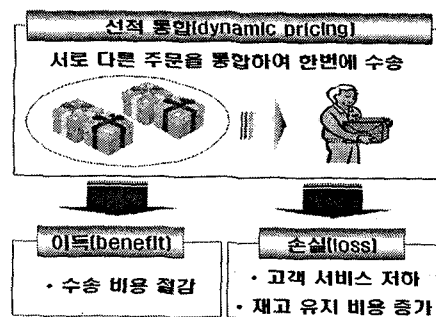 선적 통합(dynamic pricing)
서로 다른 주문을 통합하여 한번에 수송
이득(benefit)
• 수송 비용 절감
손실(loss)
• 고객 서비스 저하
• 재고 유지 비용 증가